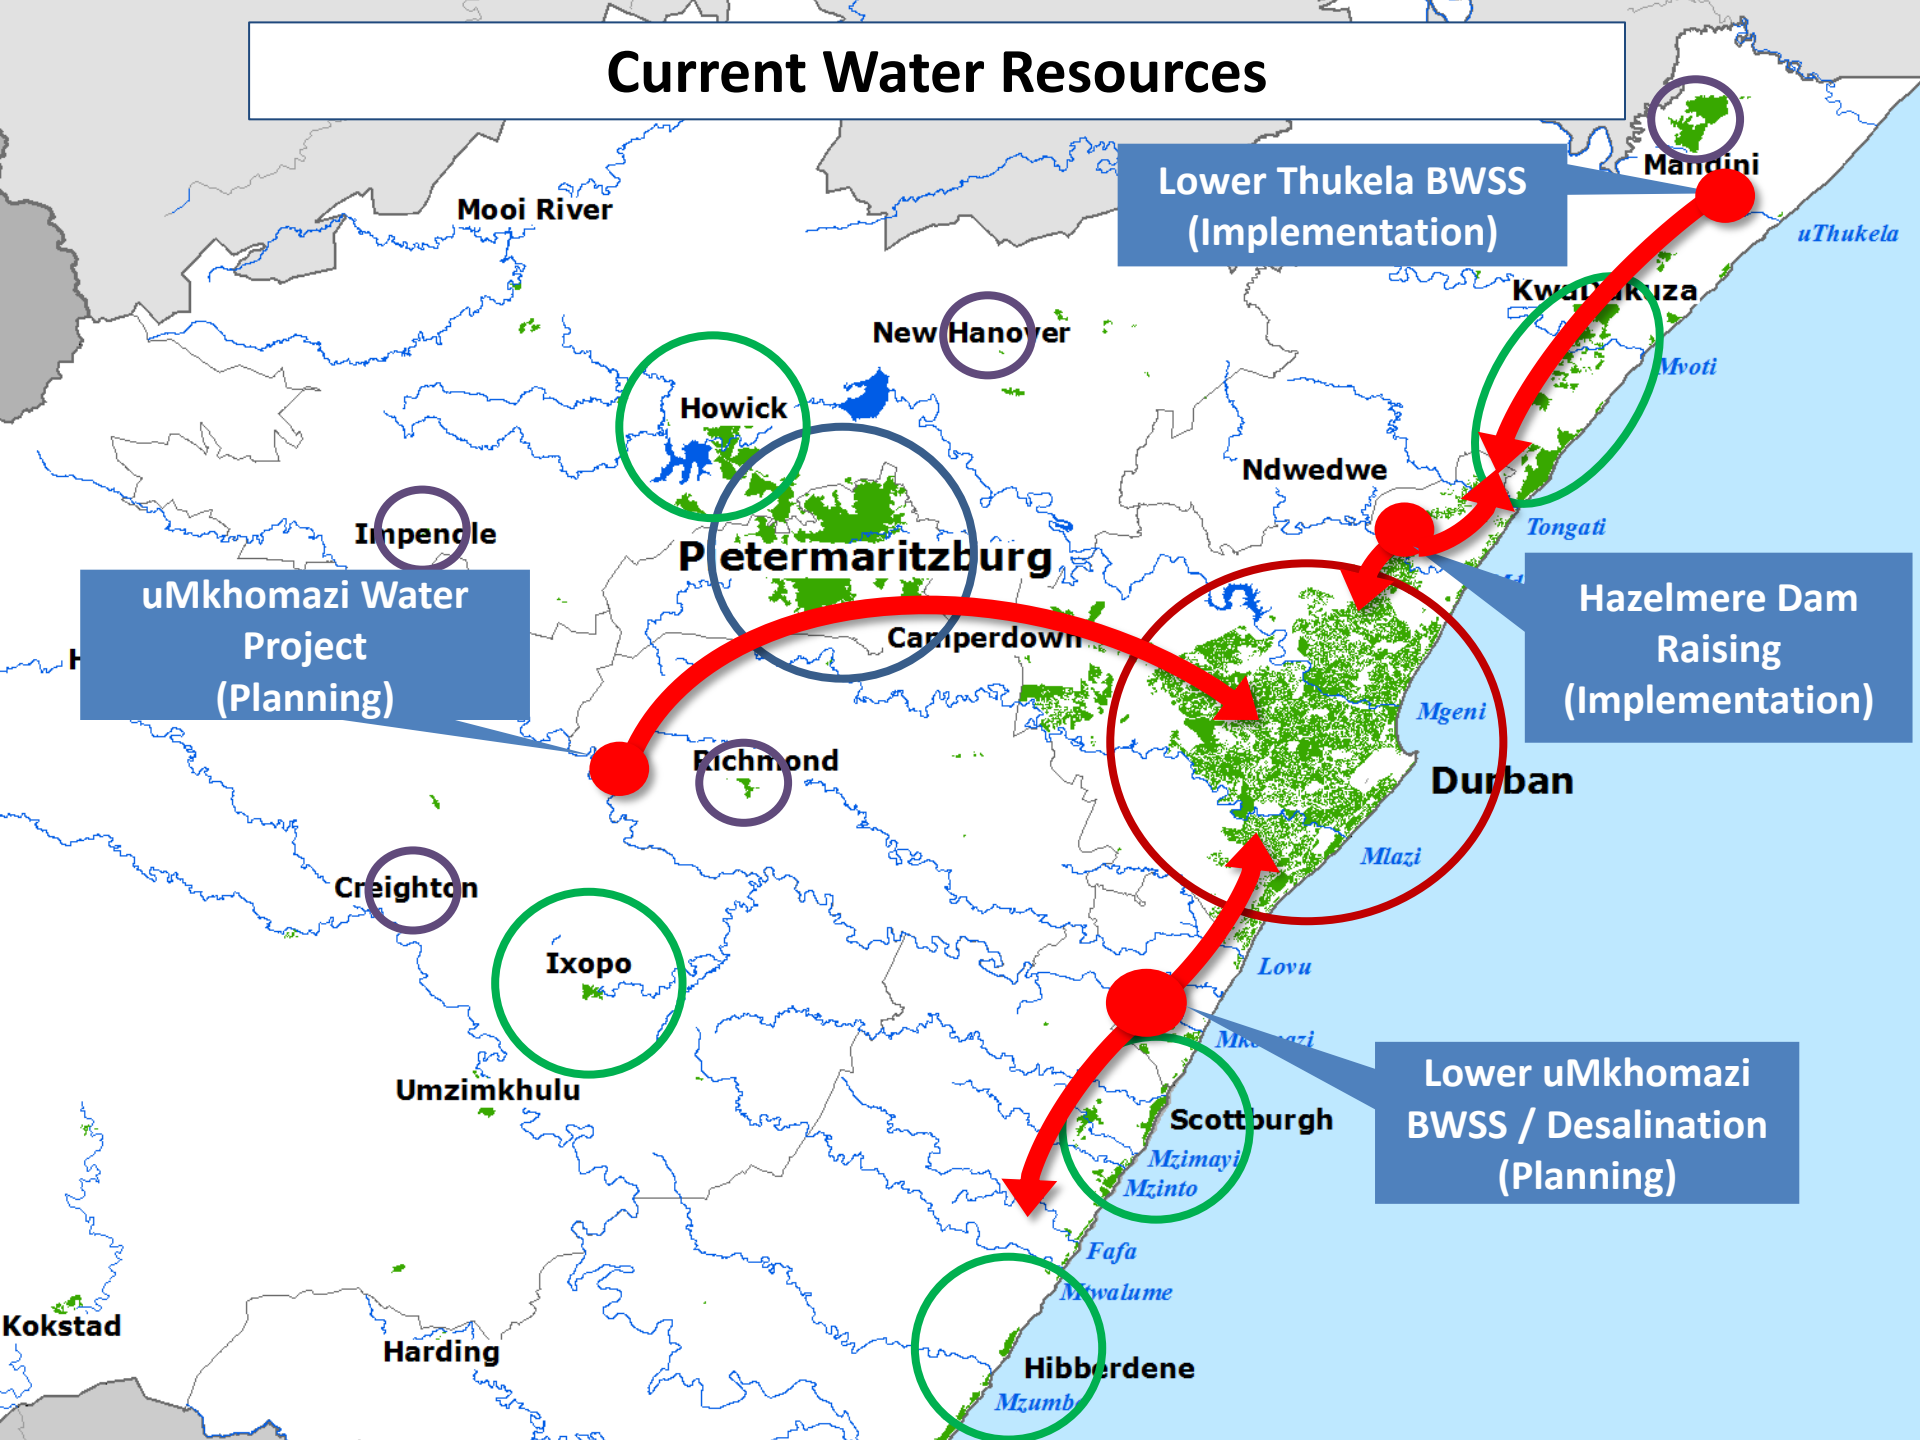 Current Water Resources
Mandini
Lower Thukela BWSS
(Implementation)
Mooi River
uThukela
KwaDukuza
New Hanover
Mvoti
Howick
Ndwedwe
Tongati
Impendle
Pietermaritzburg
uMkhomazi Water
Project
(Planning)
Hazelmere Dam
Raising
(Implementation)
Camperdown
H
Mgeni
Richmond
Durban
Mlazi
Creighton
Ixopo
Lovu
Mkomazi
Umzimkhulu
Lower uMkhomazi
BWSS / Desalination
(Planning)
Scottburgh
Mzimayi
Mzinto
Fafa
Mtwalume
Kokstad
Harding
Hibberdene
Mzumbe